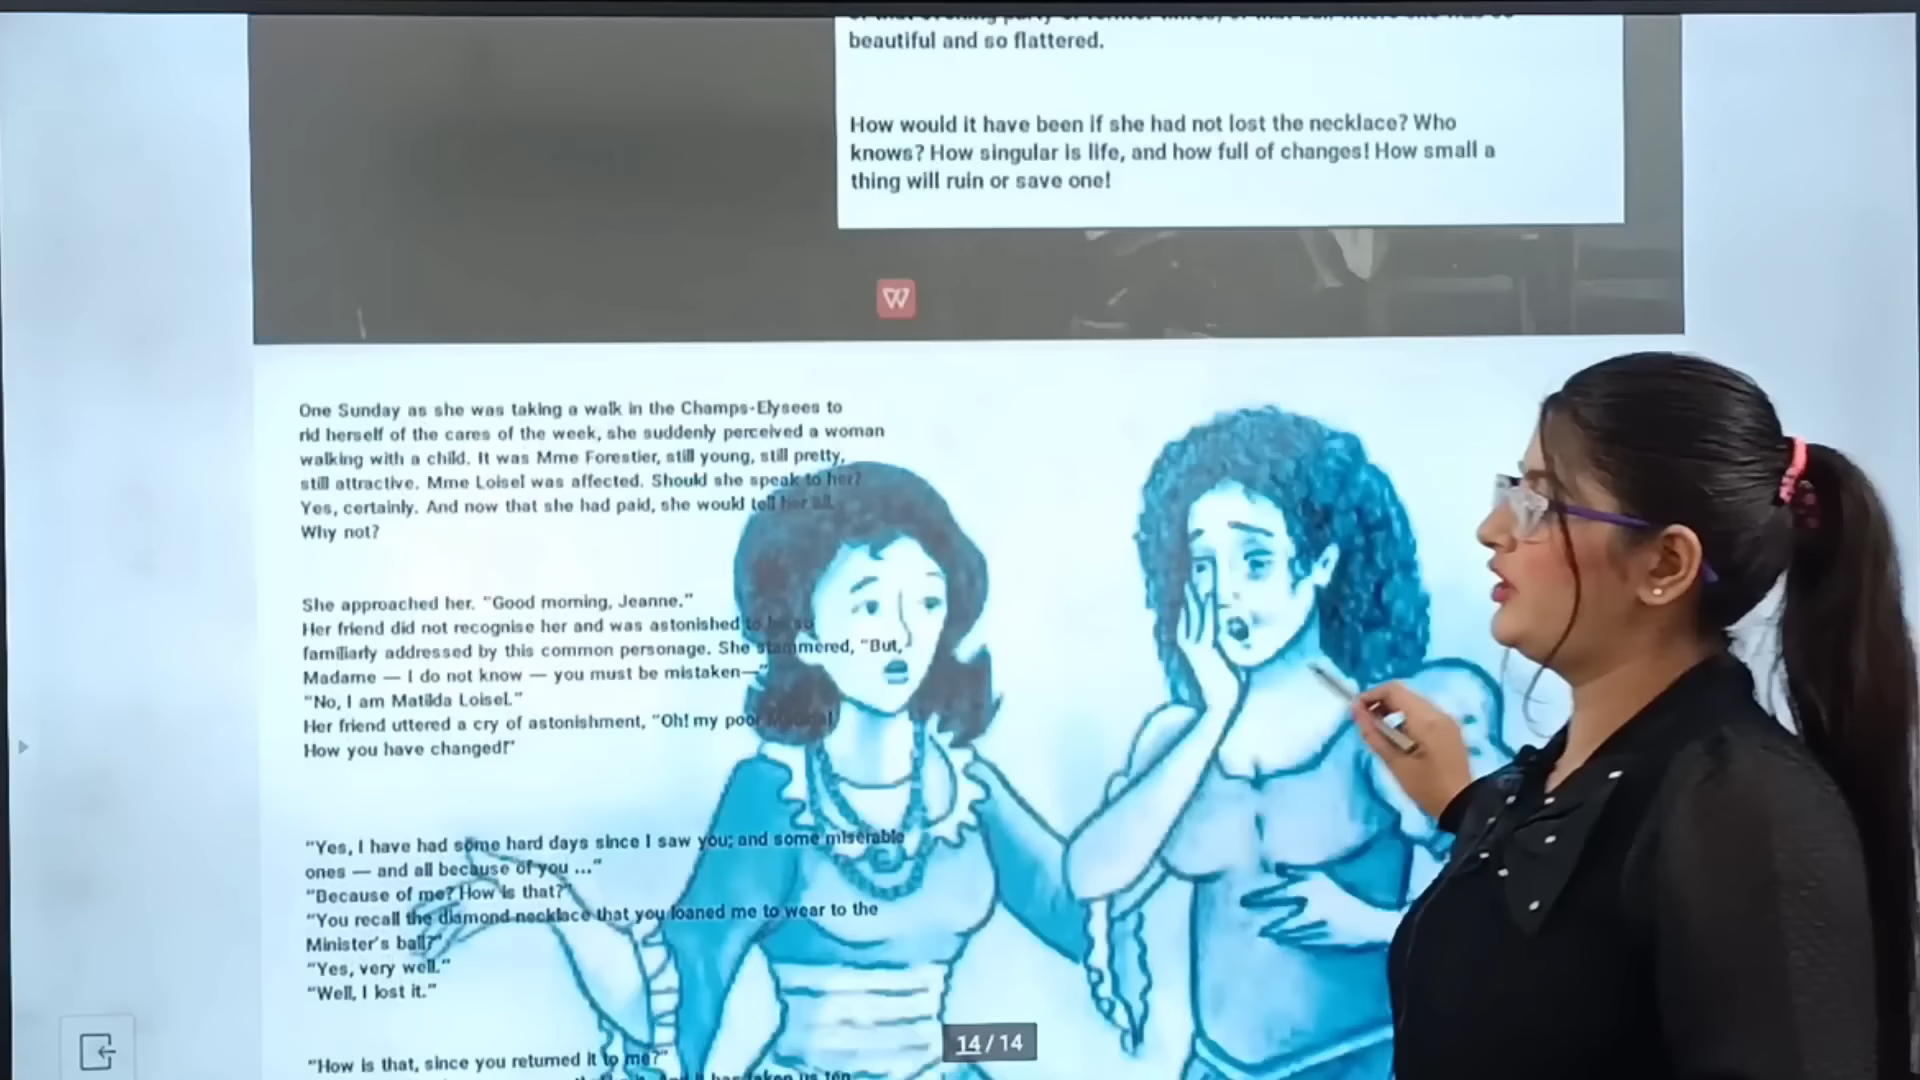 beautiful and so flattered.
How would it have been if she had not lost the necklace? Who
knows? How singular is life, and how full of changes! How small a
thing will ruin or save one!
W
One Sunday as she was taking a walk in the Champs-Elysees to
rid herself of the cares of the week, she suddenly perceived a woman
walking with a child. It was Mme Forestier, still young, still pretty,
still attractive. Mme Loisel was affected. Should she speak to her?
Yes, certainly. And now that she had paid, she would tell her all.
Why not?
She approached her. "Good morning, Jeanne."
Her friend did not recognise her and was astonished to be so
familiarly addressed by this common personage. She stammered, "But,
Madame — I do not know — you must be mistaken—"
"No, I am Matilda Loisel."
Her friend uttered a cry of astonishment, "Oh! my poor
How you have changed!"
"Yes, I have had some hard days since I saw you; and some miserable
ones — and all because of you ..."
"Because of me? How is that?"
"You recall the diamond necklace that you loaned me to wear to the
Minister's ball?"
"Yes, very well."
"Well, I lost it."
14 / 14
"How is that, since you returned it to me?"